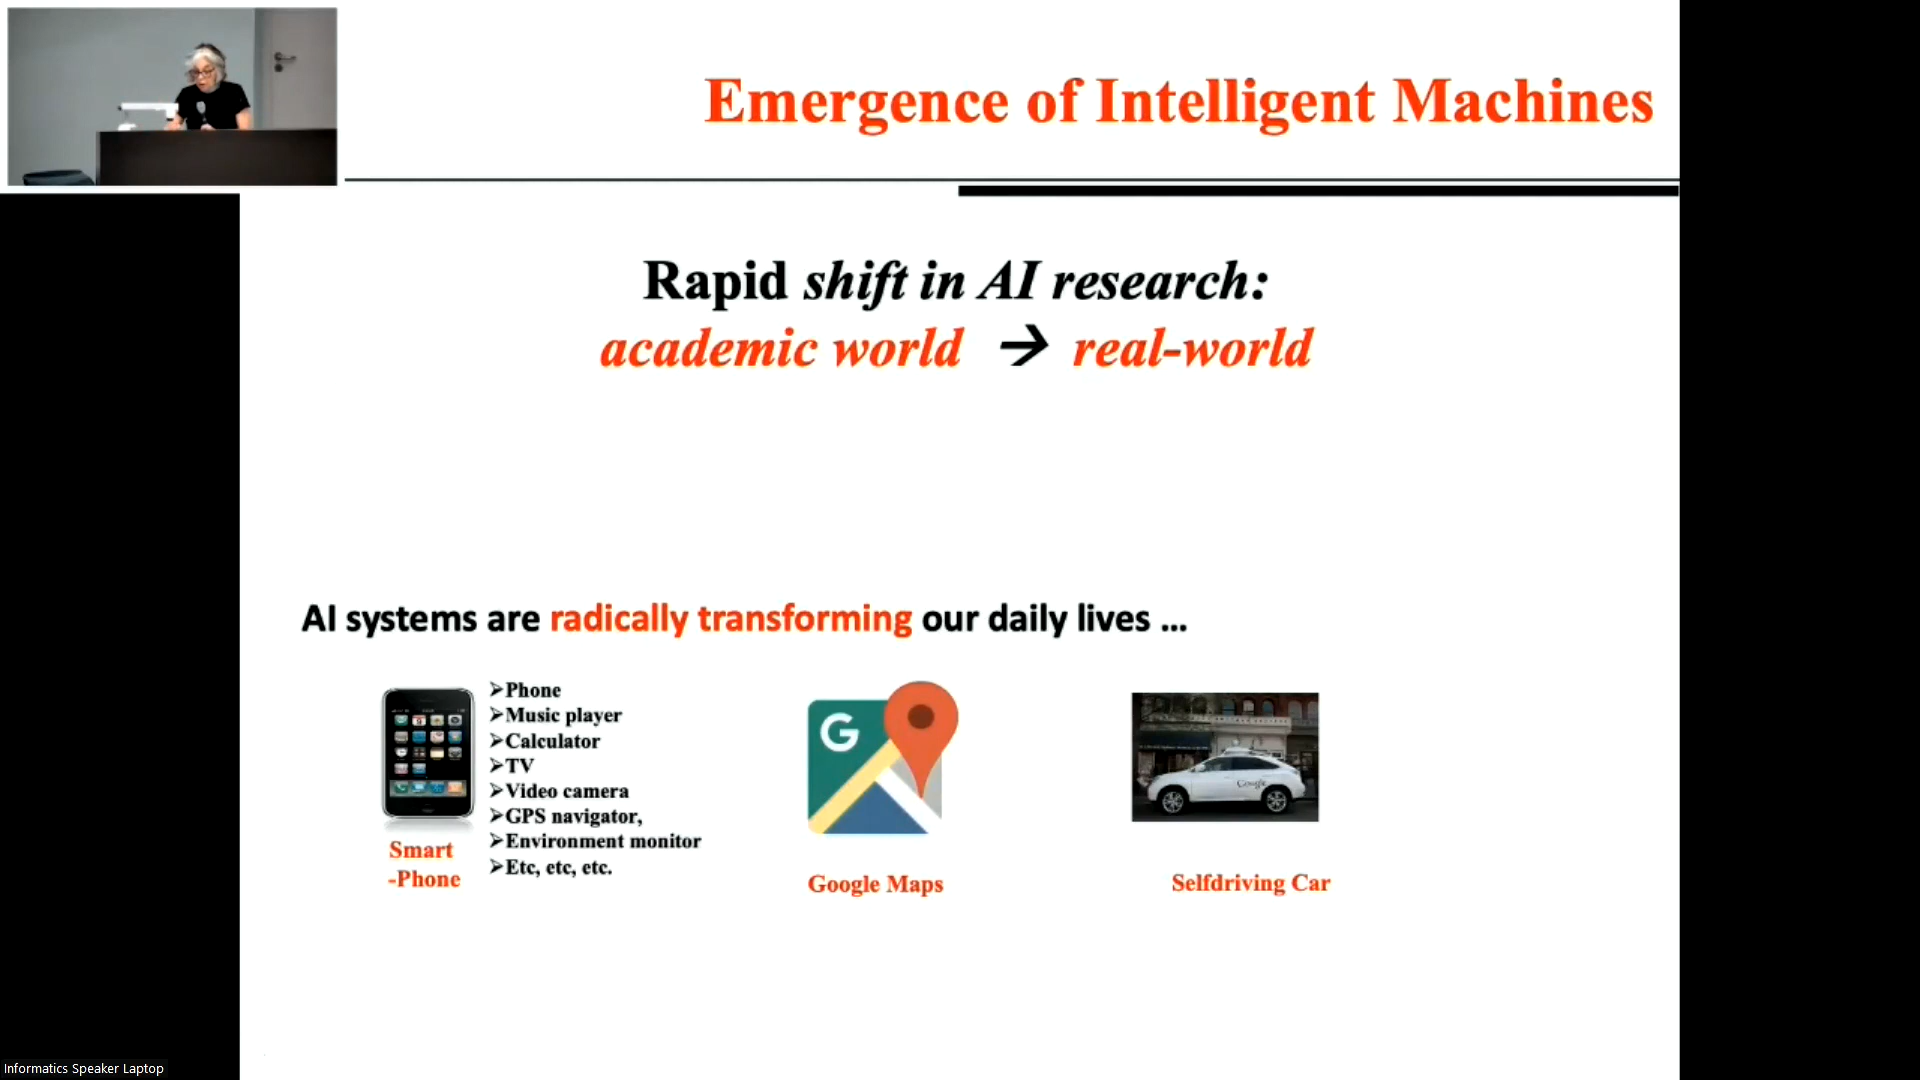 Emergence of Intelligent Machines
Rapid shift in AI research:
academic world → real-world
AI systems are radically transforming our daily lives ...
➢Phone
➢Music player
➢Calculator
➢TV
➢Video camera
➢GPS navigator,
➢Environment monitor
➢Etc, etc, etc.
Smart
-Phone
G
Google Maps
Google
Selfdriving Car
Informatics Speaker Laptop